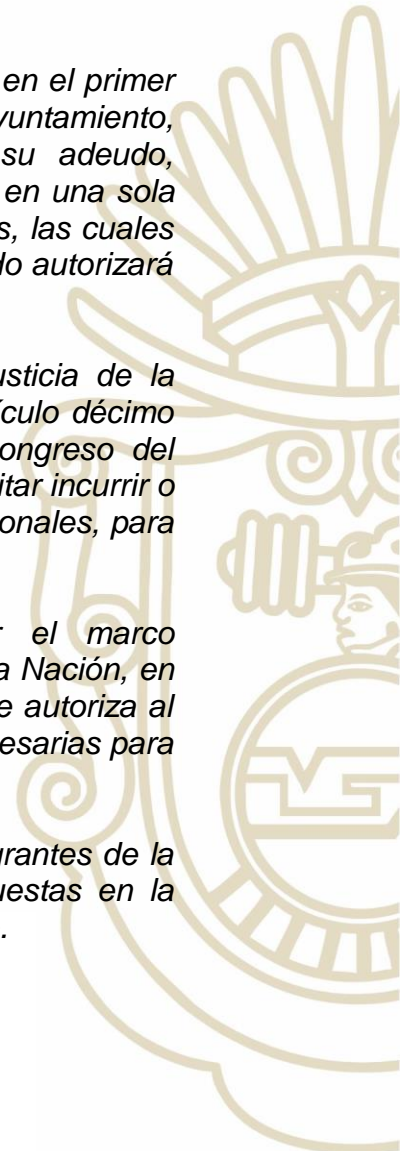 en el primer
yuntamiento,
su adeudo,
en una sola
s, las cuales
do autorizará
usticia de la
ículo décimo
ongreso del
itar incurrir o
onales, para
r el marco
a Nación, en
e autoriza al
esarias para
grantes de la
uestas en la
.